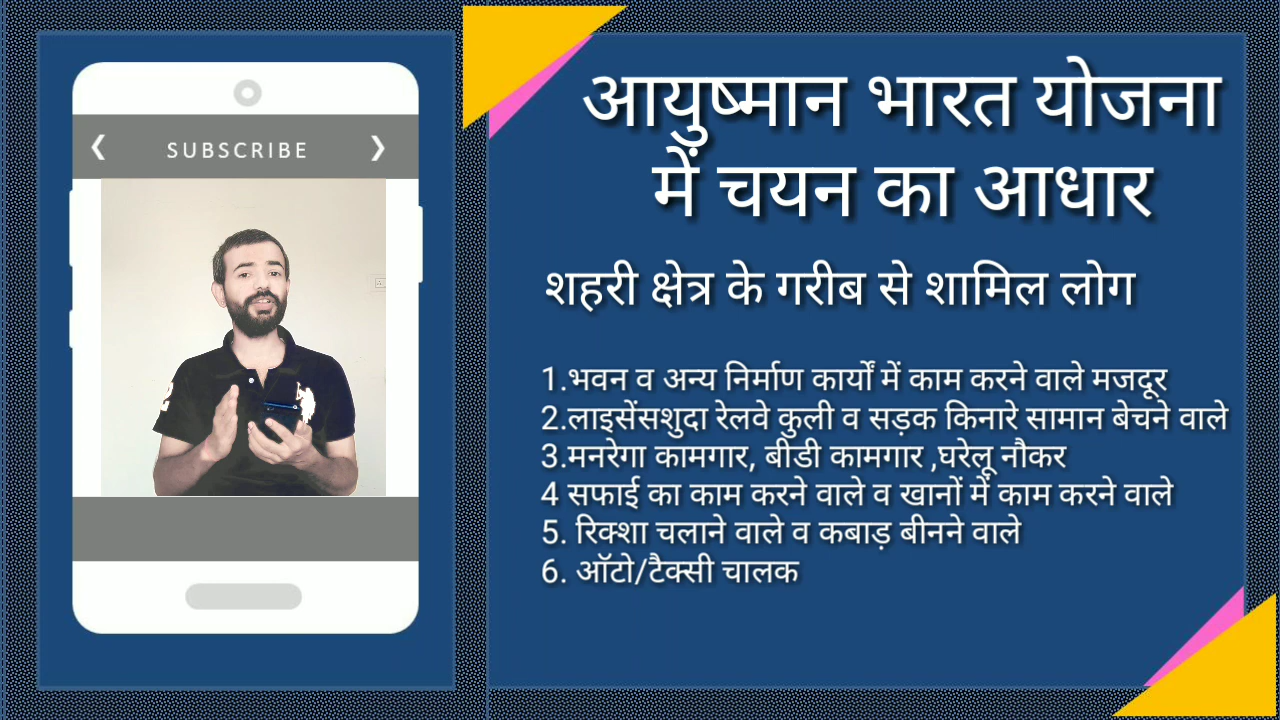 SUBSCRIBE
आयुष्मान भारत योजना
में चयन का आधार
शहरी क्षेत्र के गरीब से शामिल लोग
1.भवन व अन्य निर्माण कार्यों में काम करने वाले मजदूर
2.लाइसेंसशुदा रेलवे कुली व सड़क किनारे सामान बेचने वाले
3.मनरेगा कामगार, बीडी कामगार ,घरेलू नौकर
4 सफाई का काम करने वाले व खानों में काम करने वाले
5. रिक्शा चलाने वाले व कबाड़ बीनने वाले
6. ऑटो/टैक्सी चालक